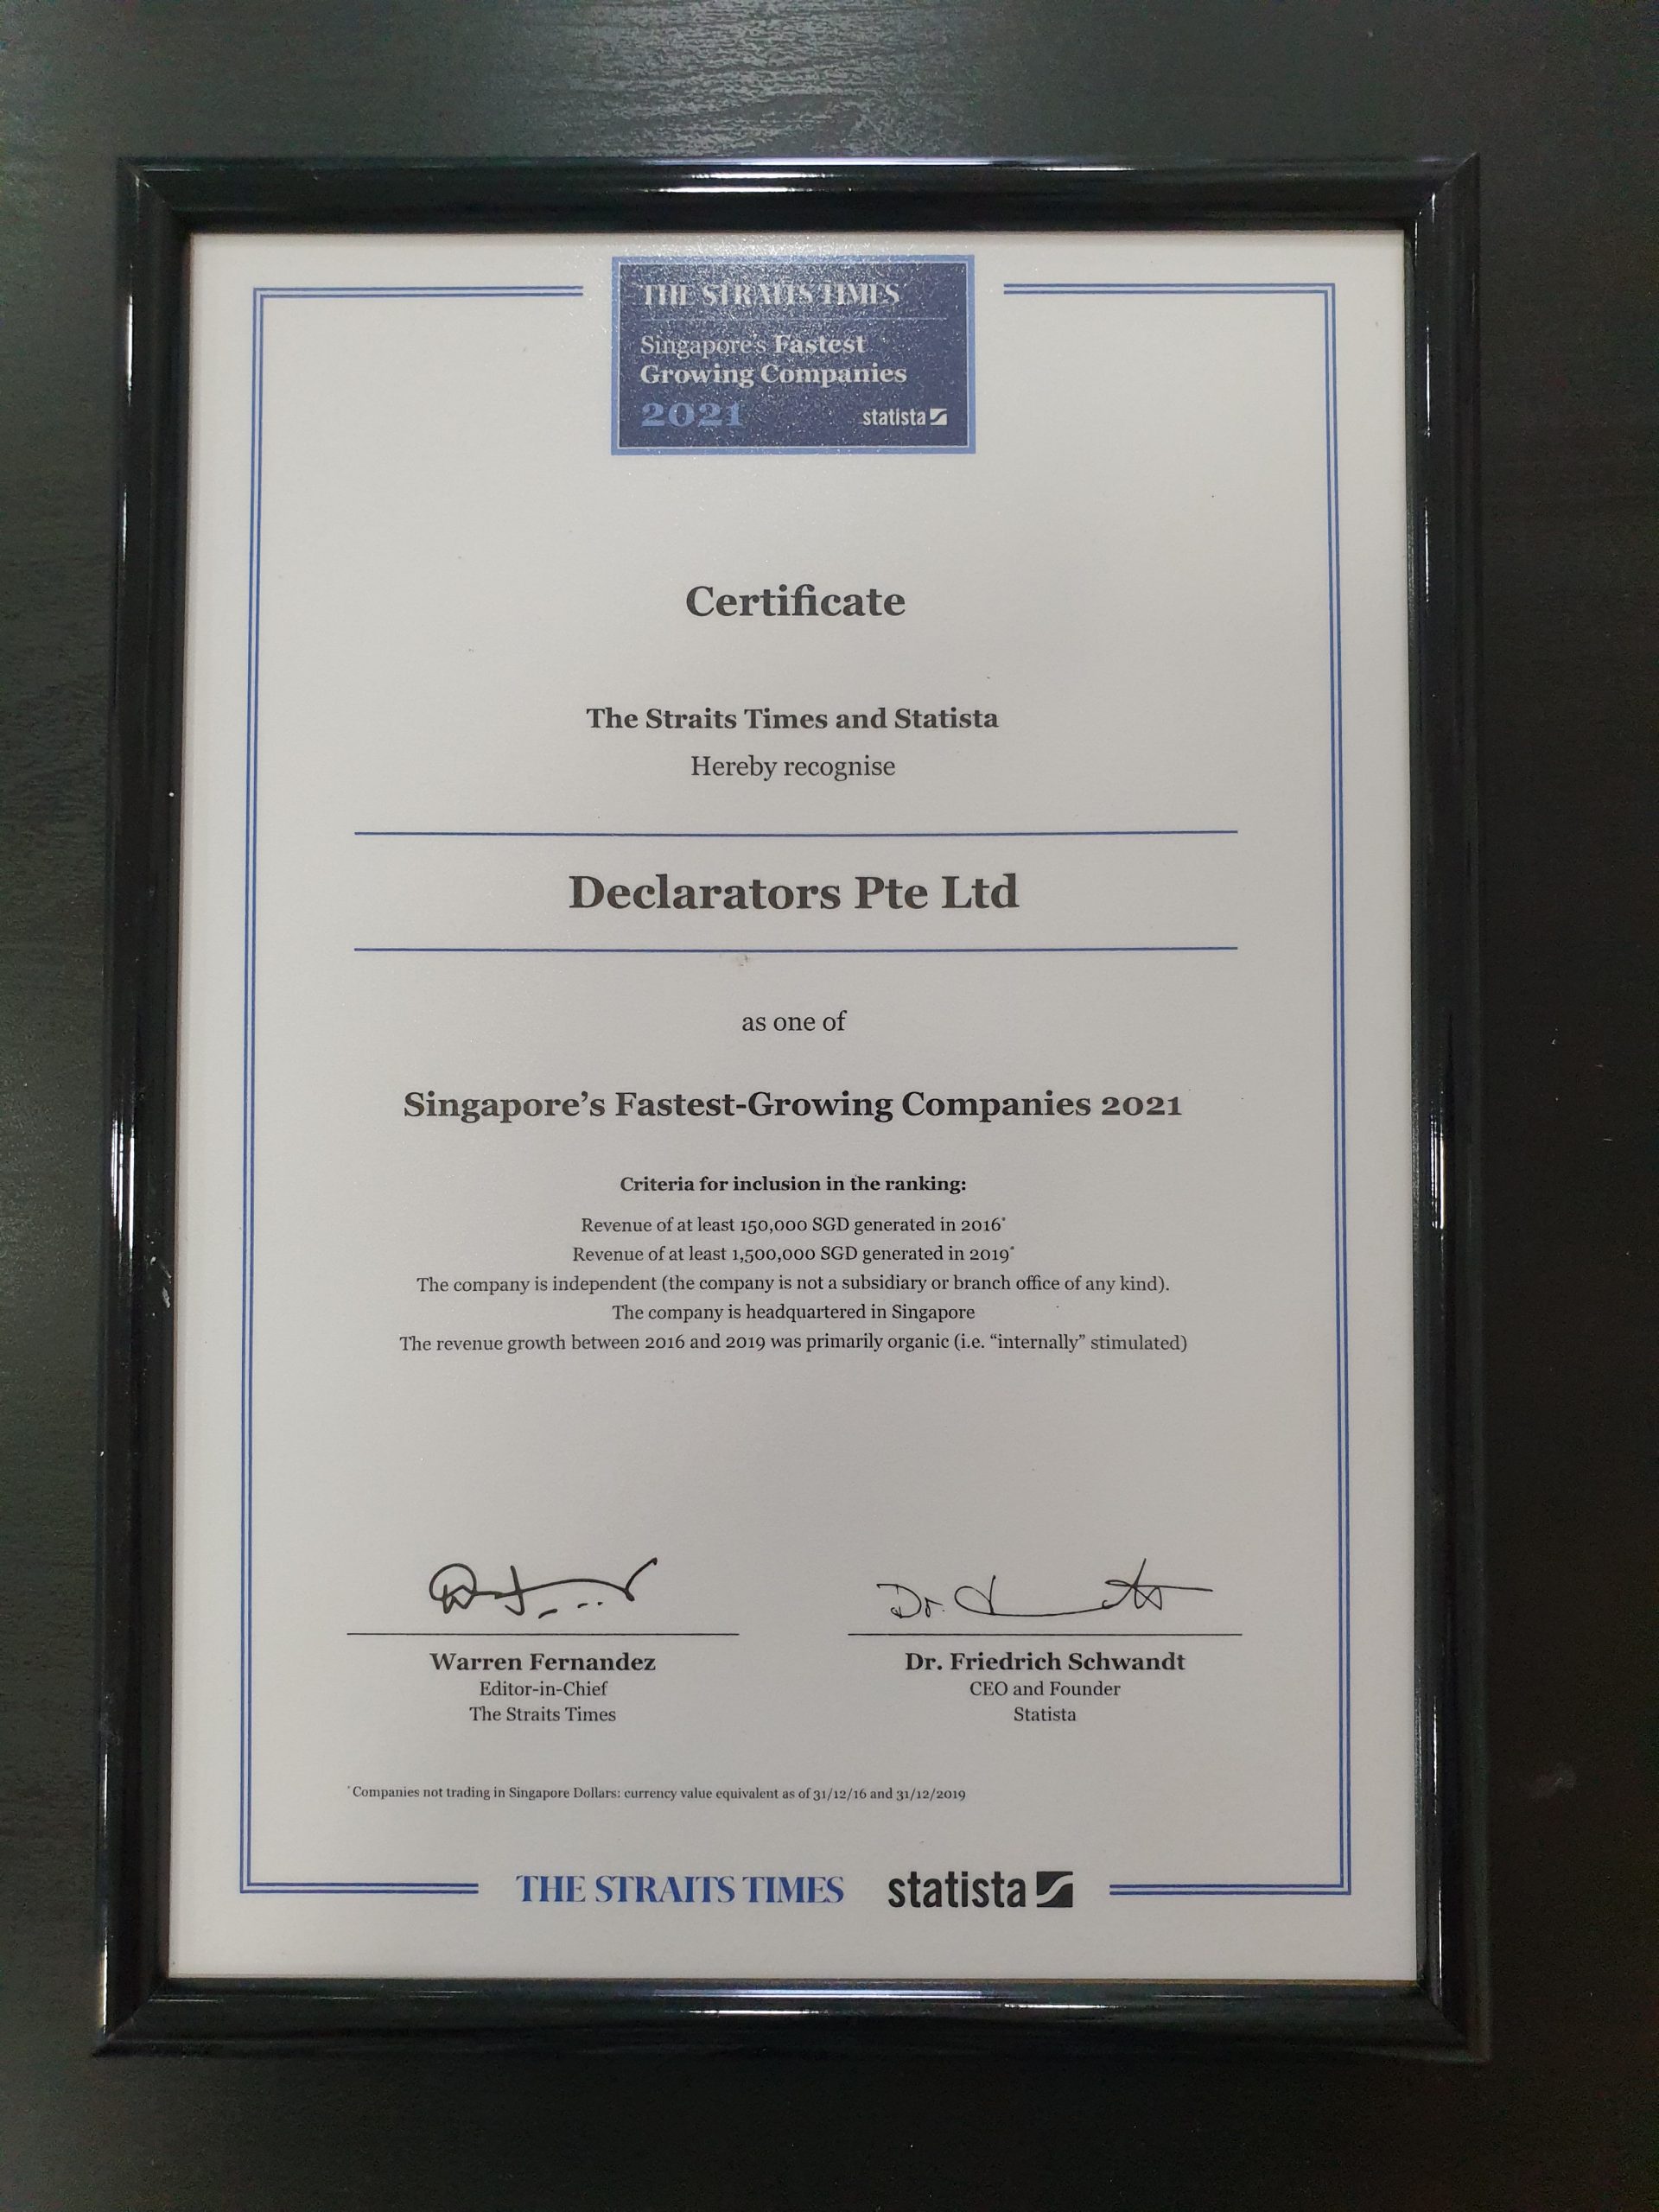 THE STRAITS TIMES
Singapore's Fastest
Growing Companies
2021 statista
Certificate
The Straits Times and Statista
Hereby recognise
Declarators Pte Ltd
as one of
Singapore’s Fastest-Growing Companies 2021
Criteria for inclusion in the ranking:
Revenue of at least 150,000 SGD generated in 2016*
Revenue of at least 1,500,000 SGD generated in 2019*
The company is independent (the company is not a subsidiary or branch office of any kind).
The company is headquartered in Singapore
The revenue growth between 2016 and 2019 was primarily organic (i.e. “internally” stimulated)
Dr.
Warren Fernandez Dr. Friedrich Schwandt
Editor-in-Chief CEO and Founder
The Straits Times Statista
*Companies not trading in Singapore Dollars: currency value equivalent as of 31/12/16 and 31/12/2019
THE STRAITS TIMES statista